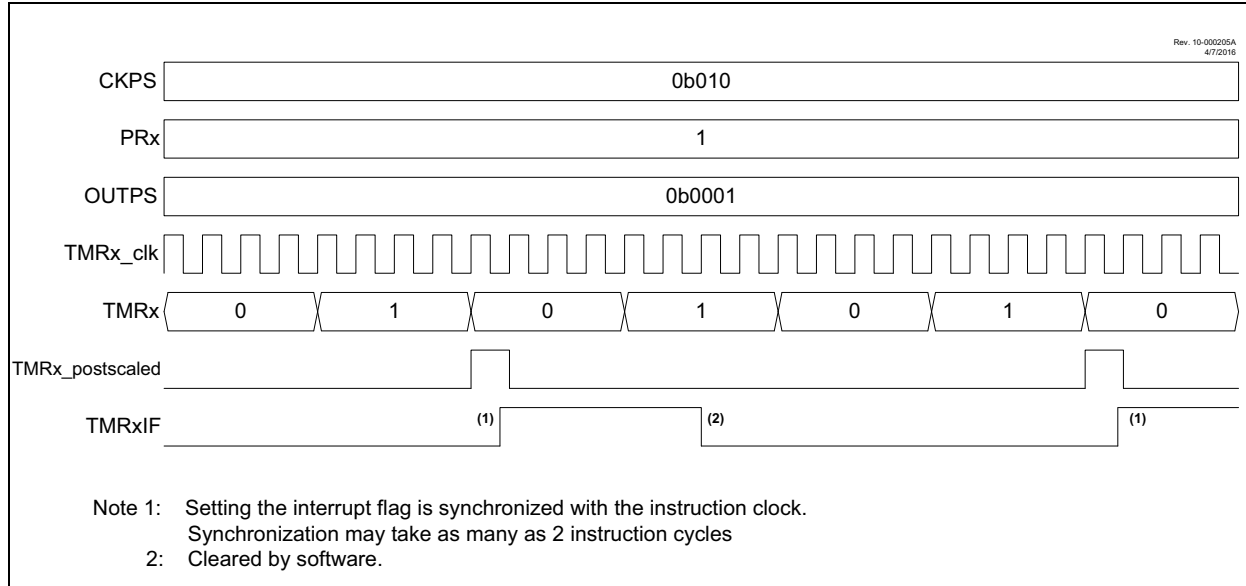 Rev. 10-000205A
4/7/2016
CKPS 0b010
PRx 1
OUTPS 0b0001
TMRx_clk
TMRx 0 1 0 1 0 1 0
TMRx_postscaled
TMRxIF (1) (2) (1)
Note 1: Setting the interrupt flag is synchronized with the instruction clock.
Synchronization may take as many as 2 instruction cycles
2: Cleared by software.